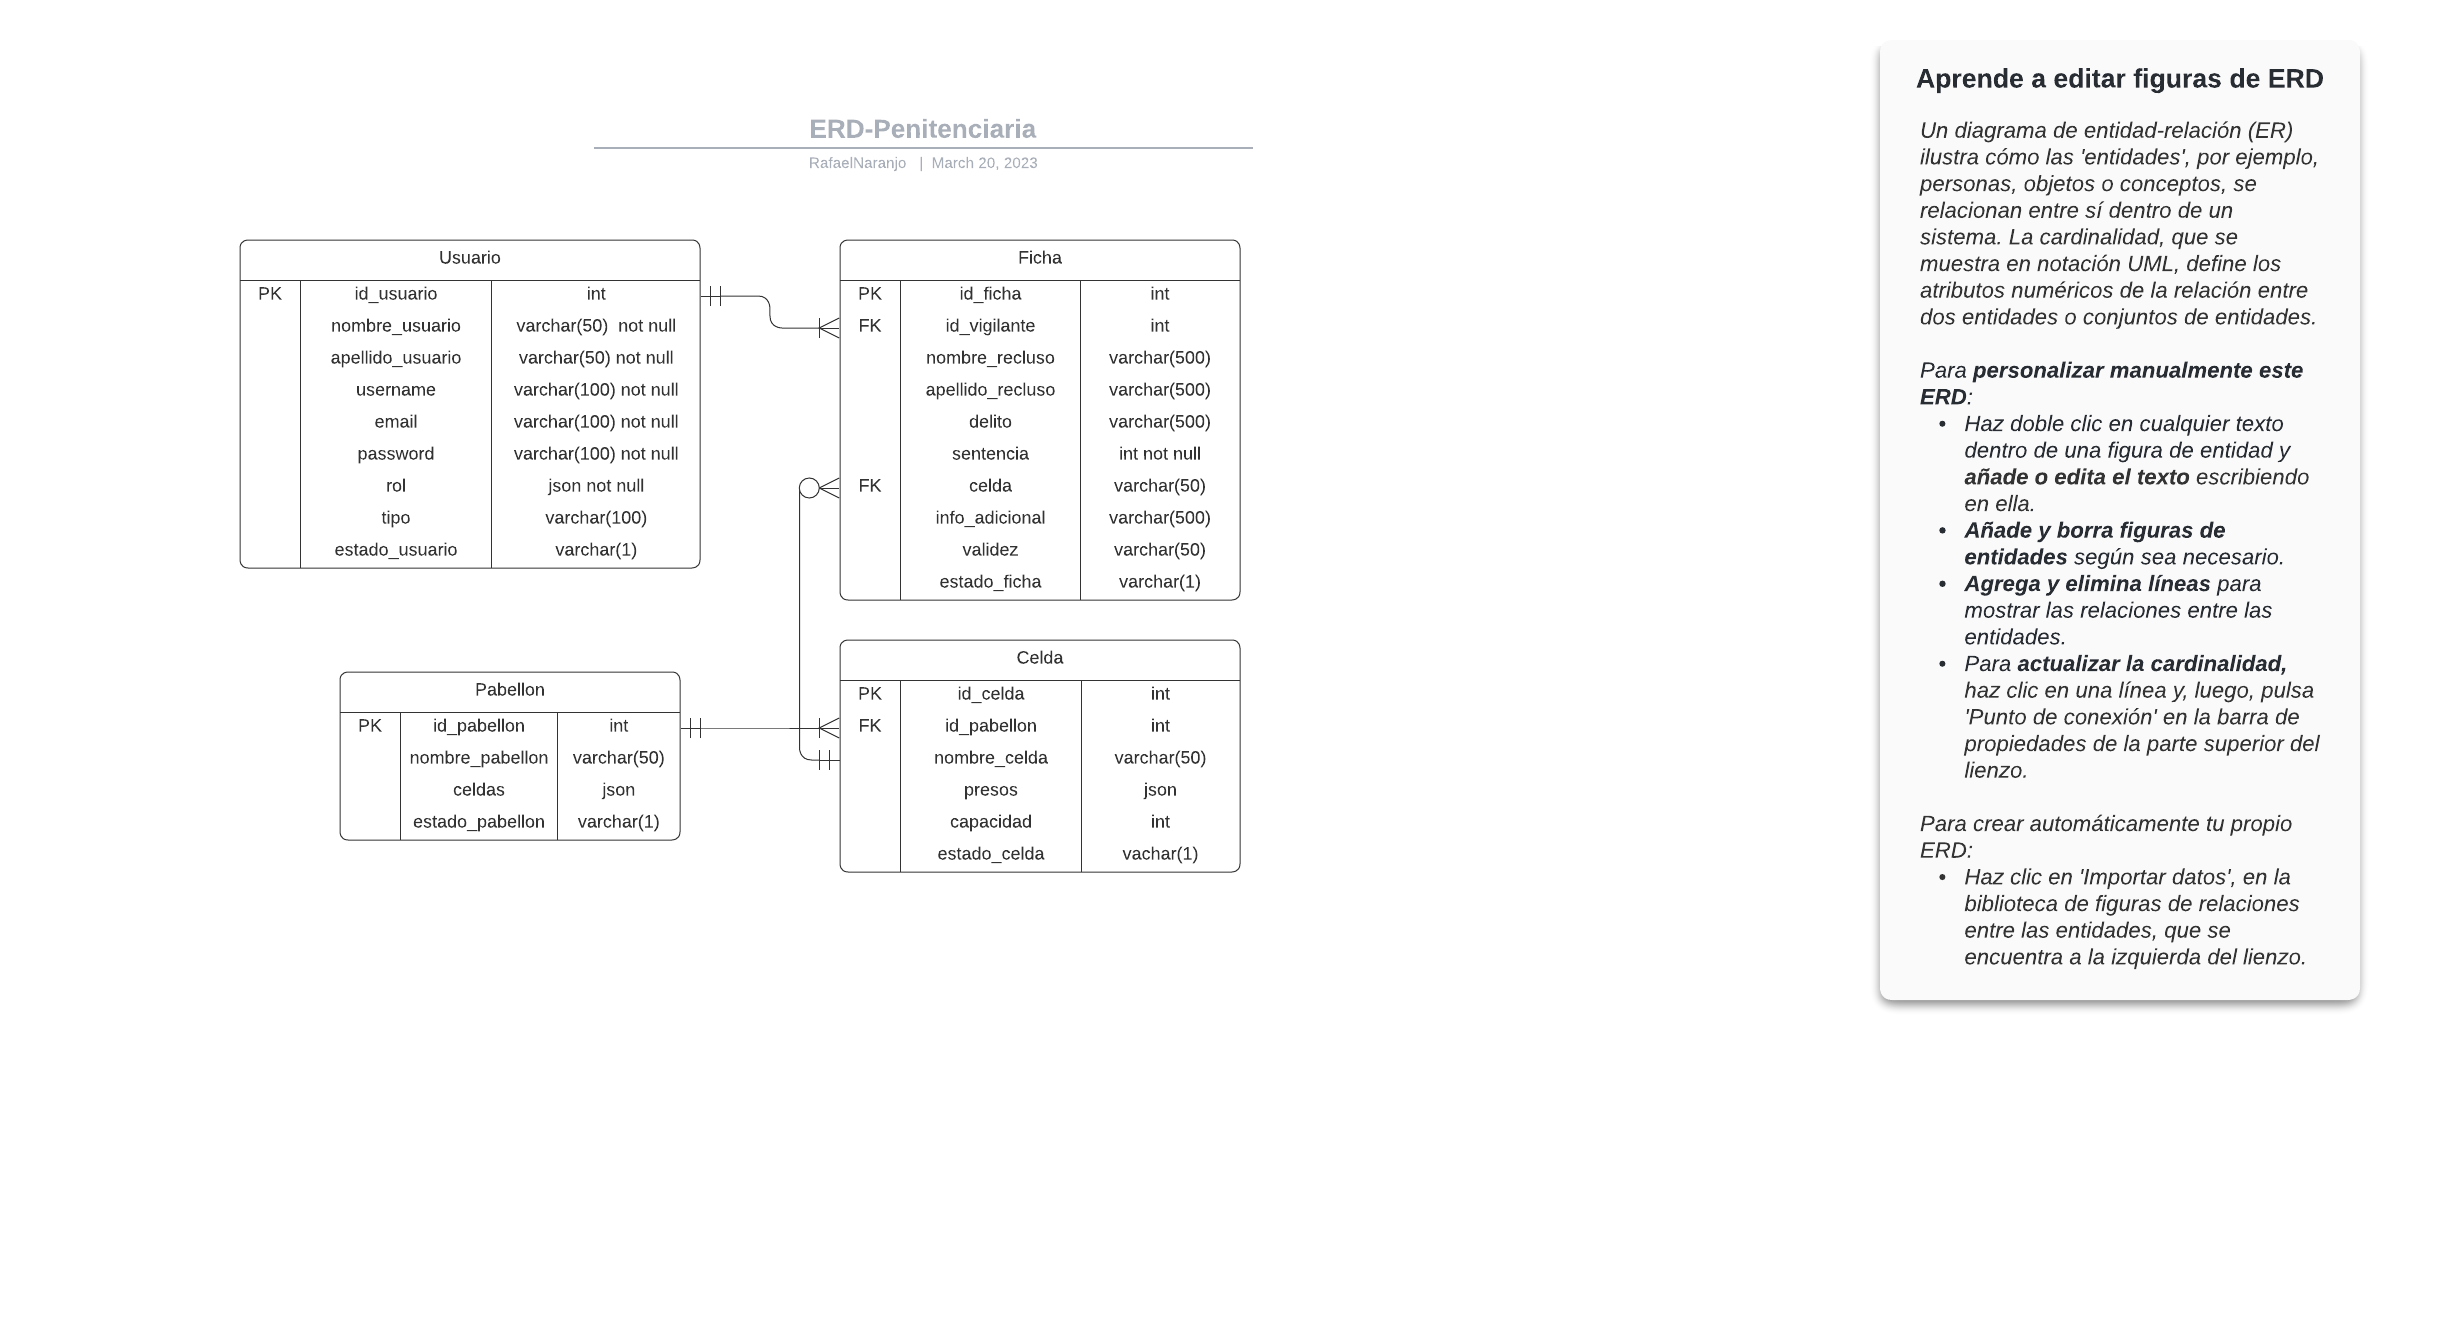 ERD-Penitenciaria
RafaelNaranjo | March 20, 2023
Usuario
PK id_usuario int
nombre_usuario varchar(50) not null
apellido_usuario varchar(50) not null
username varchar(100) not null
email varchar(100) not null
password varchar(100) not null
rol json not null
tipo varchar(100)
estado_usuario varchar(1)
Ficha
PK id_ficha int
FK id_vigilante int
nombre_recluso varchar(500)
apellido_recluso varchar(500)
delito varchar(500)
sentencia int not null
FK celda varchar(50)
info_adicional varchar(500)
validez varchar(50)
estado_ficha varchar(1)
Pabellon
PK id_pabellon int
nombre_pabellon varchar(50)
celdas json
estado_pabellon varchar(1)
Celda
PK id_celda int
FK id_pabellon int
nombre_celda varchar(50)
presos json
capacidad int
estado_celda vachar(1)
Aprende a editar figuras de ERD
Un diagrama de entidad-relación (ER)
ilustra cómo las 'entidades', por ejemplo,
personas, objetos o conceptos, se
relacionan entre sí dentro de un
sistema. La cardinalidad, que se
muestra en notación UML, define los
atributos numéricos de la relación entre
dos entidades o conjuntos de entidades.
Para personalizar manualmente este
ERD:
• Haz doble clic en cualquier texto
dentro de una figura de entidad y
añade o edita el texto escribiendo
en ella.
• Añade y borra figuras de
entidades según sea necesario.
• Agrega y elimina líneas para
mostrar las relaciones entre las
entidades.
• Para actualizar la cardinalidad,
haz clic en una línea y, luego, pulsa
'Punto de conexión' en la barra de
propiedades de la parte superior del
lienzo.
Para crear automáticamente tu propio
ERD:
• Haz clic en 'Importar datos', en la
biblioteca de figuras de relaciones
entre las entidades, que se
encuentra a la izquierda del lienzo.